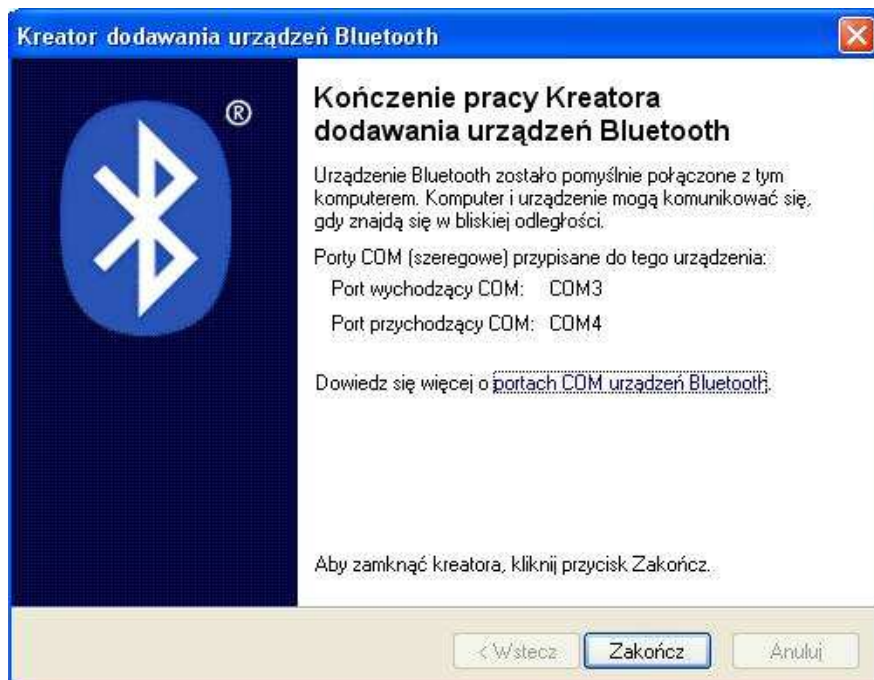 Kreator dodawania urządzeń Bluetooth
®
Kończenie pracy Kreatora
dodawania urządzeń Bluetooth
Urządzenie Bluetooth zostało pomyślnie połączone z tym
komputerem. Komputer i urządzenie mogą komunikować się,
gdy znajdą się w bliskiej odległości.
Porty COM (szeregowe) przypisane do tego urządzenia:
Port wychodzący COM: COM3
Port przychodzący COM: COM4
Dowiedz się więcej o portach COM urządzeń Bluetooth.
Aby zamknąć kreatora, kliknij przycisk Zakończ.
< Wstecz Zakończ Anuluj